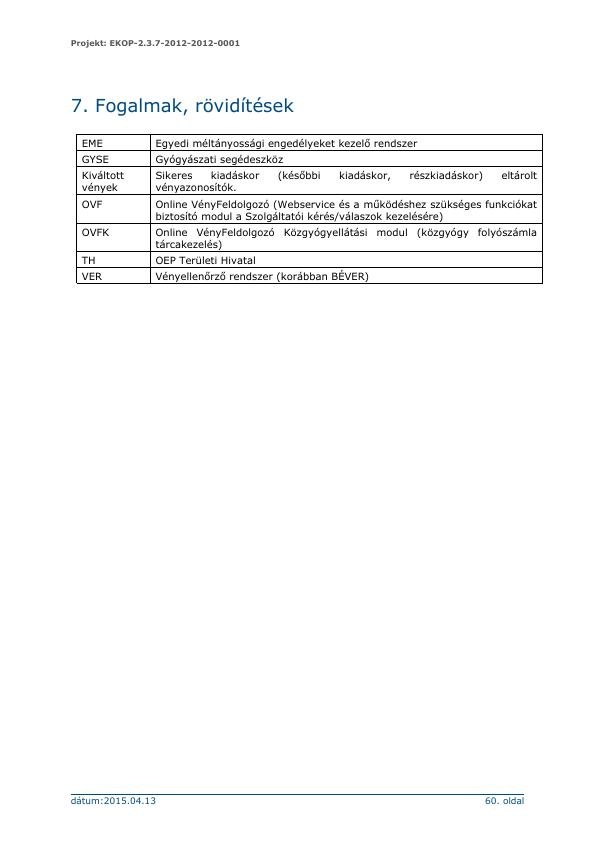 Projekt: EKOP-2.3.7-2012-2012-0001
7. Fogalmak, rövidítések
EME Egyedi méltányossági engedélyeket kezelő rendszer
GYSE Gyógyászati segédeszköz
Kiváltott vények Sikeres kiadáskor (későbbi kiadáskor, részkiadáskor) eltárolt
vényazonosítók.
OVF Online VényFeldolgozó (Webservice és a működéshez szükséges funkciókat
biztosító modul a Szolgáltatói kérés/válaszok kezelésére)
OVFK Online VényFeldolgozó Közgyógyellátási modul (közgyógy folyószámla
tárcakezelés)
TH OEP Területi Hivatal
VER Vényellenőrző rendszer (korábban BÉVER)
dátum:2015.04.13 60. oldal